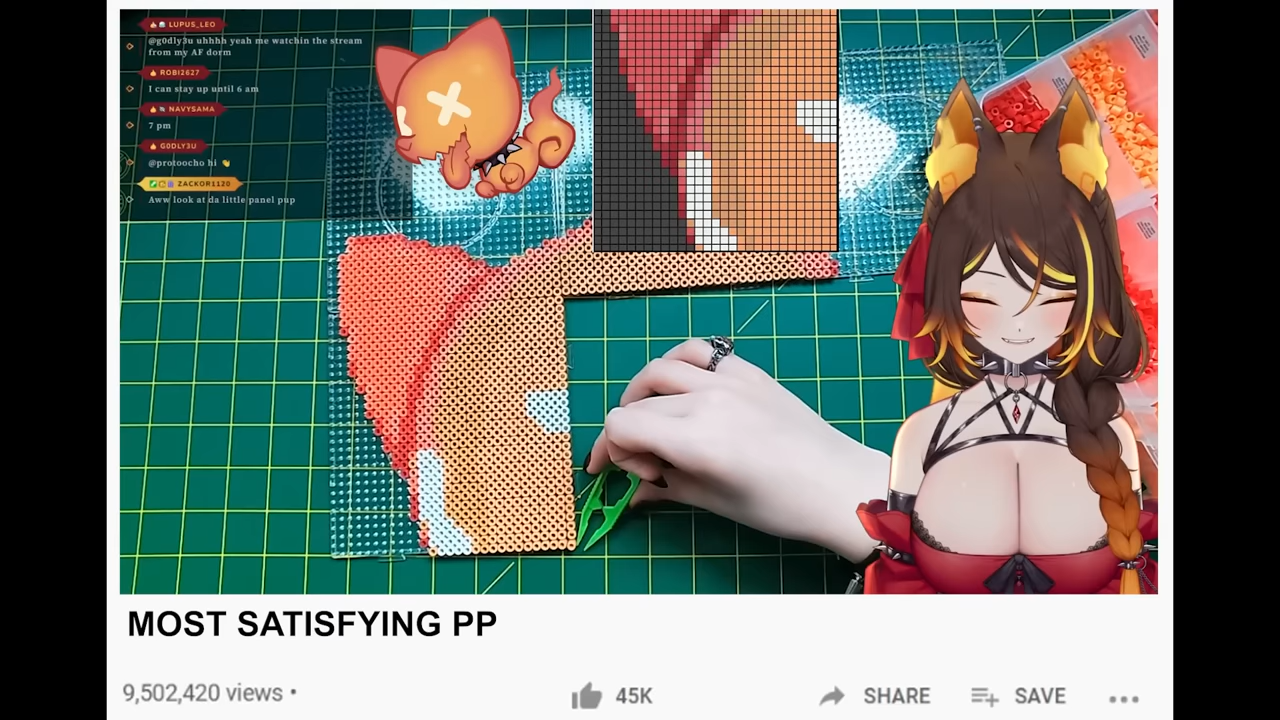 LUPUS_LEO
@g0dly3u uhhhh yeah me watchin the stream
from my AF dorm
ROBI2627
I can stay up until 6 am
NAVYSAMA
7 pm
G0DLY3U
@protoocho hi 👋
ZACKOR1120
Aww look at da little panel pup
MOST SATISFYING PP
9,502,420 views •
45K
SHARE
SAVE